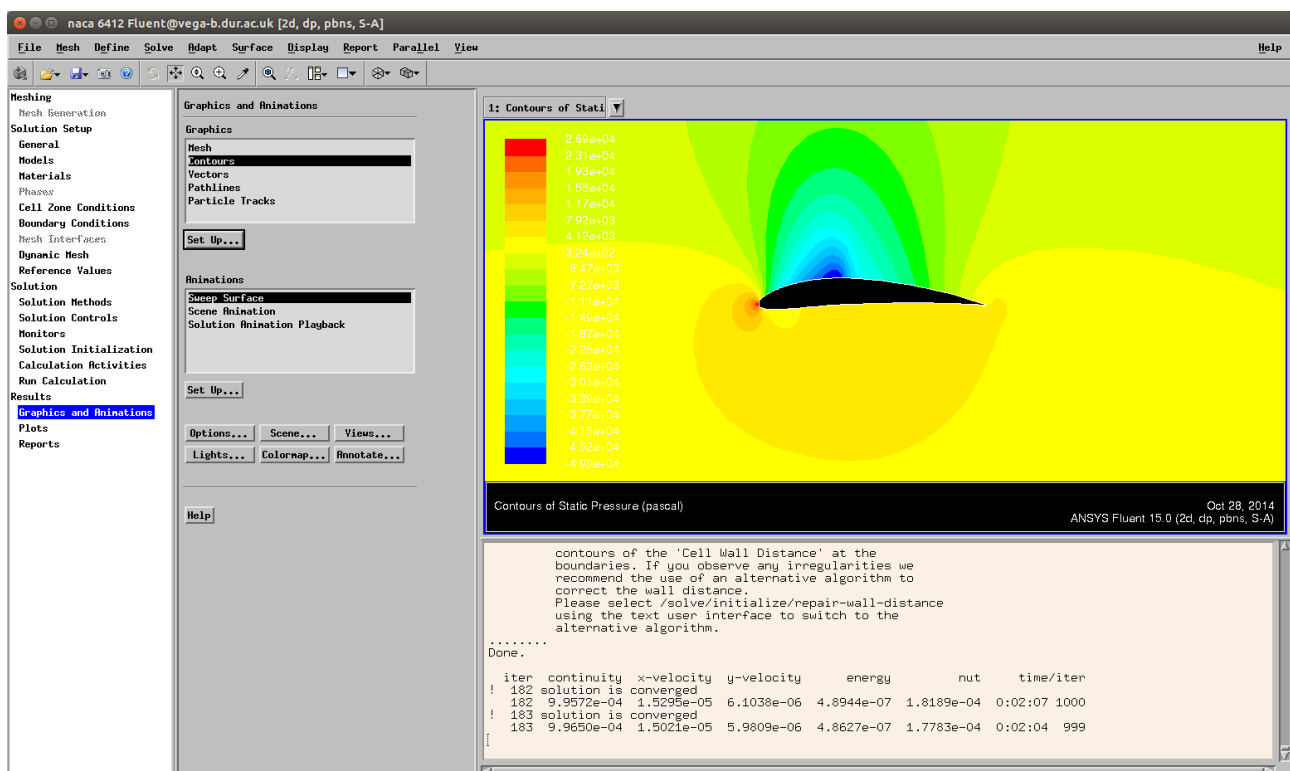 naca 6412 Fluent@vega-b.dur.ac.uk [2d, dp, pbns, S-A]
File Mesh Define Solve Adapt Surface Display Report Parallel View Help
Meshing
Mesh Generation
Solution Setup
General
Models
Materials
Phases
Cell Zone Conditions
Boundary Conditions
Mesh Interfaces
Dynamic Mesh
Reference Values
Solution
Solution Methods
Solution Controls
Monitors
Solution Initialization
Calculation Activities
Run Calculation
Results
Graphics and Animations
Plots
Reports
Graphics and Animations
Graphics
Mesh
Contours
Vectors
Pathlines
Particle Tracks
Set Up...
Animations
Sweep Surface
Scene Animation
Solution Animation Playback
Set Up...
Options... Scene... Views...
Lights... Colormap... Annotate...
Help
1: Contours of Stati
2.69e+04
2.31e+04
1.93e+04
1.55e+04
1.17e+04
7.92e+03
4.12e+03
3.24e+02
-3.47e+03
-7.27e+03
-1.11e+04
-1.49e+04
-1.87e+04
-2.25e+04
-2.63e+04
-3.01e+04
-3.39e+04
-3.77e+04
-4.15e+04
-4.52e+04
-4.90e+04
Contours of Static Pressure (pascal)
Oct 28, 2014
ANSYS Fluent 15.0 (2d, dp, pbns, S-A)
contours of the 'Cell Wall Distance' at the
boundaries. If you observe any irregularities we
recommend the use of an alternative algorithm to
correct the wall distance.
Please select /solve/initialize/repair-wall-distance
using the text user interface to switch to the
alternative algorithm.
........
Done.
iter continuity x-velocity y-velocity energy nut time/iter
! 182 solution is converged
182 9.9572e-04 1.5295e-05 6.1038e-06 4.8944e-07 1.8189e-04 0:02:07 1000
! 183 solution is converged
183 9.9650e-04 1.5021e-05 5.9809e-06 4.8627e-07 1.7783e-04 0:02:04 999